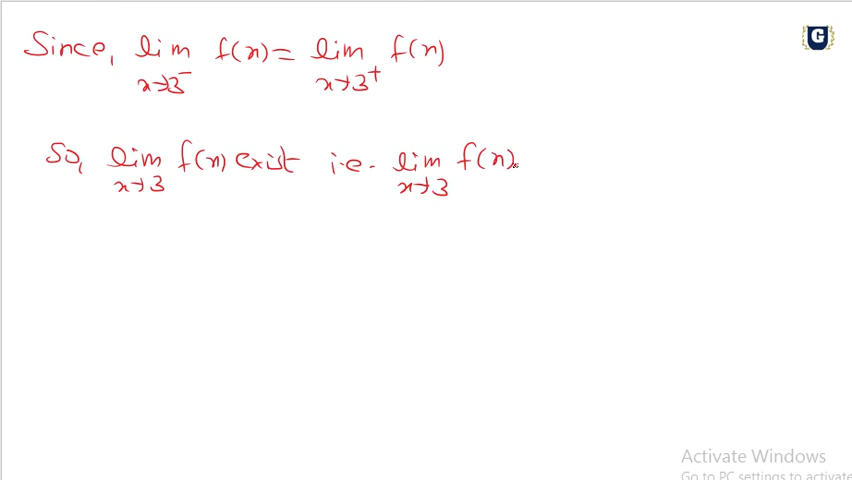 Since, lim f(x) = lim f(x)
x→3⁻ x→3⁺
So, lim f(x) exist i.e. lim f(x)
x→3 x→3
G
Activate Windows
Go to PC settings to activate